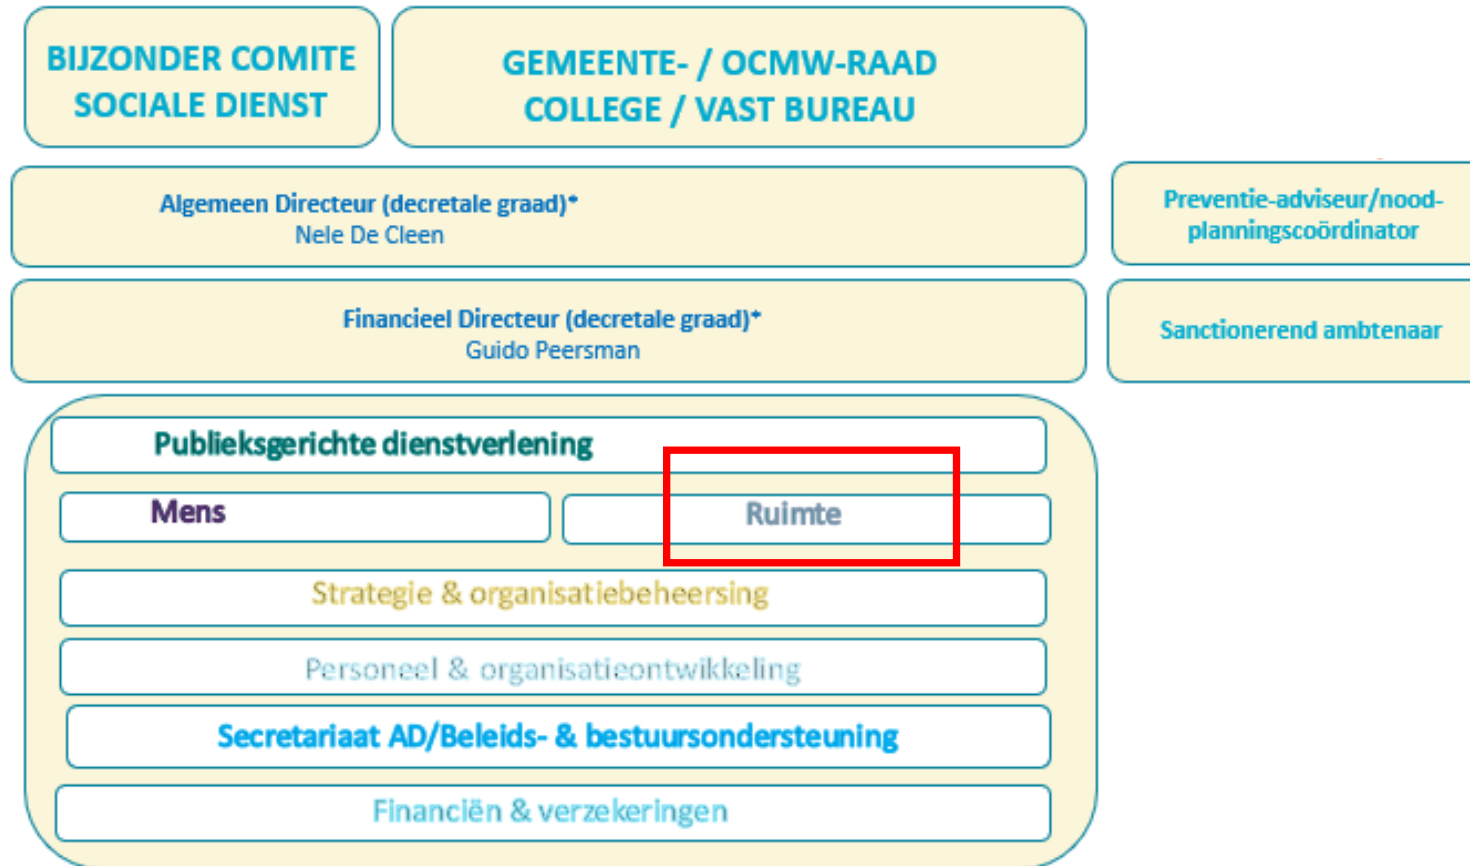 BIJZONDER COMITE
SOCIALE DIENST
GEMEENTE- / OCMW-RAAD
COLLEGE / VAST BUREAU
Algemeen Directeur (decretale graad)*
Nele De Cleen
Preventie-adviseur/nood-
planningscoördinator
Financieel Directeur (decretale graad)*
Guido Peersman
Sanctionerend ambtenaar
Publieksgerichte dienstverlening
Mens
Ruimte
Strategie & organisatiebeheersing
Personeel & organisatieontwikkeling
Secretariaat AD/Beleids- & bestuursondersteuning
Financiën & verzekeringen